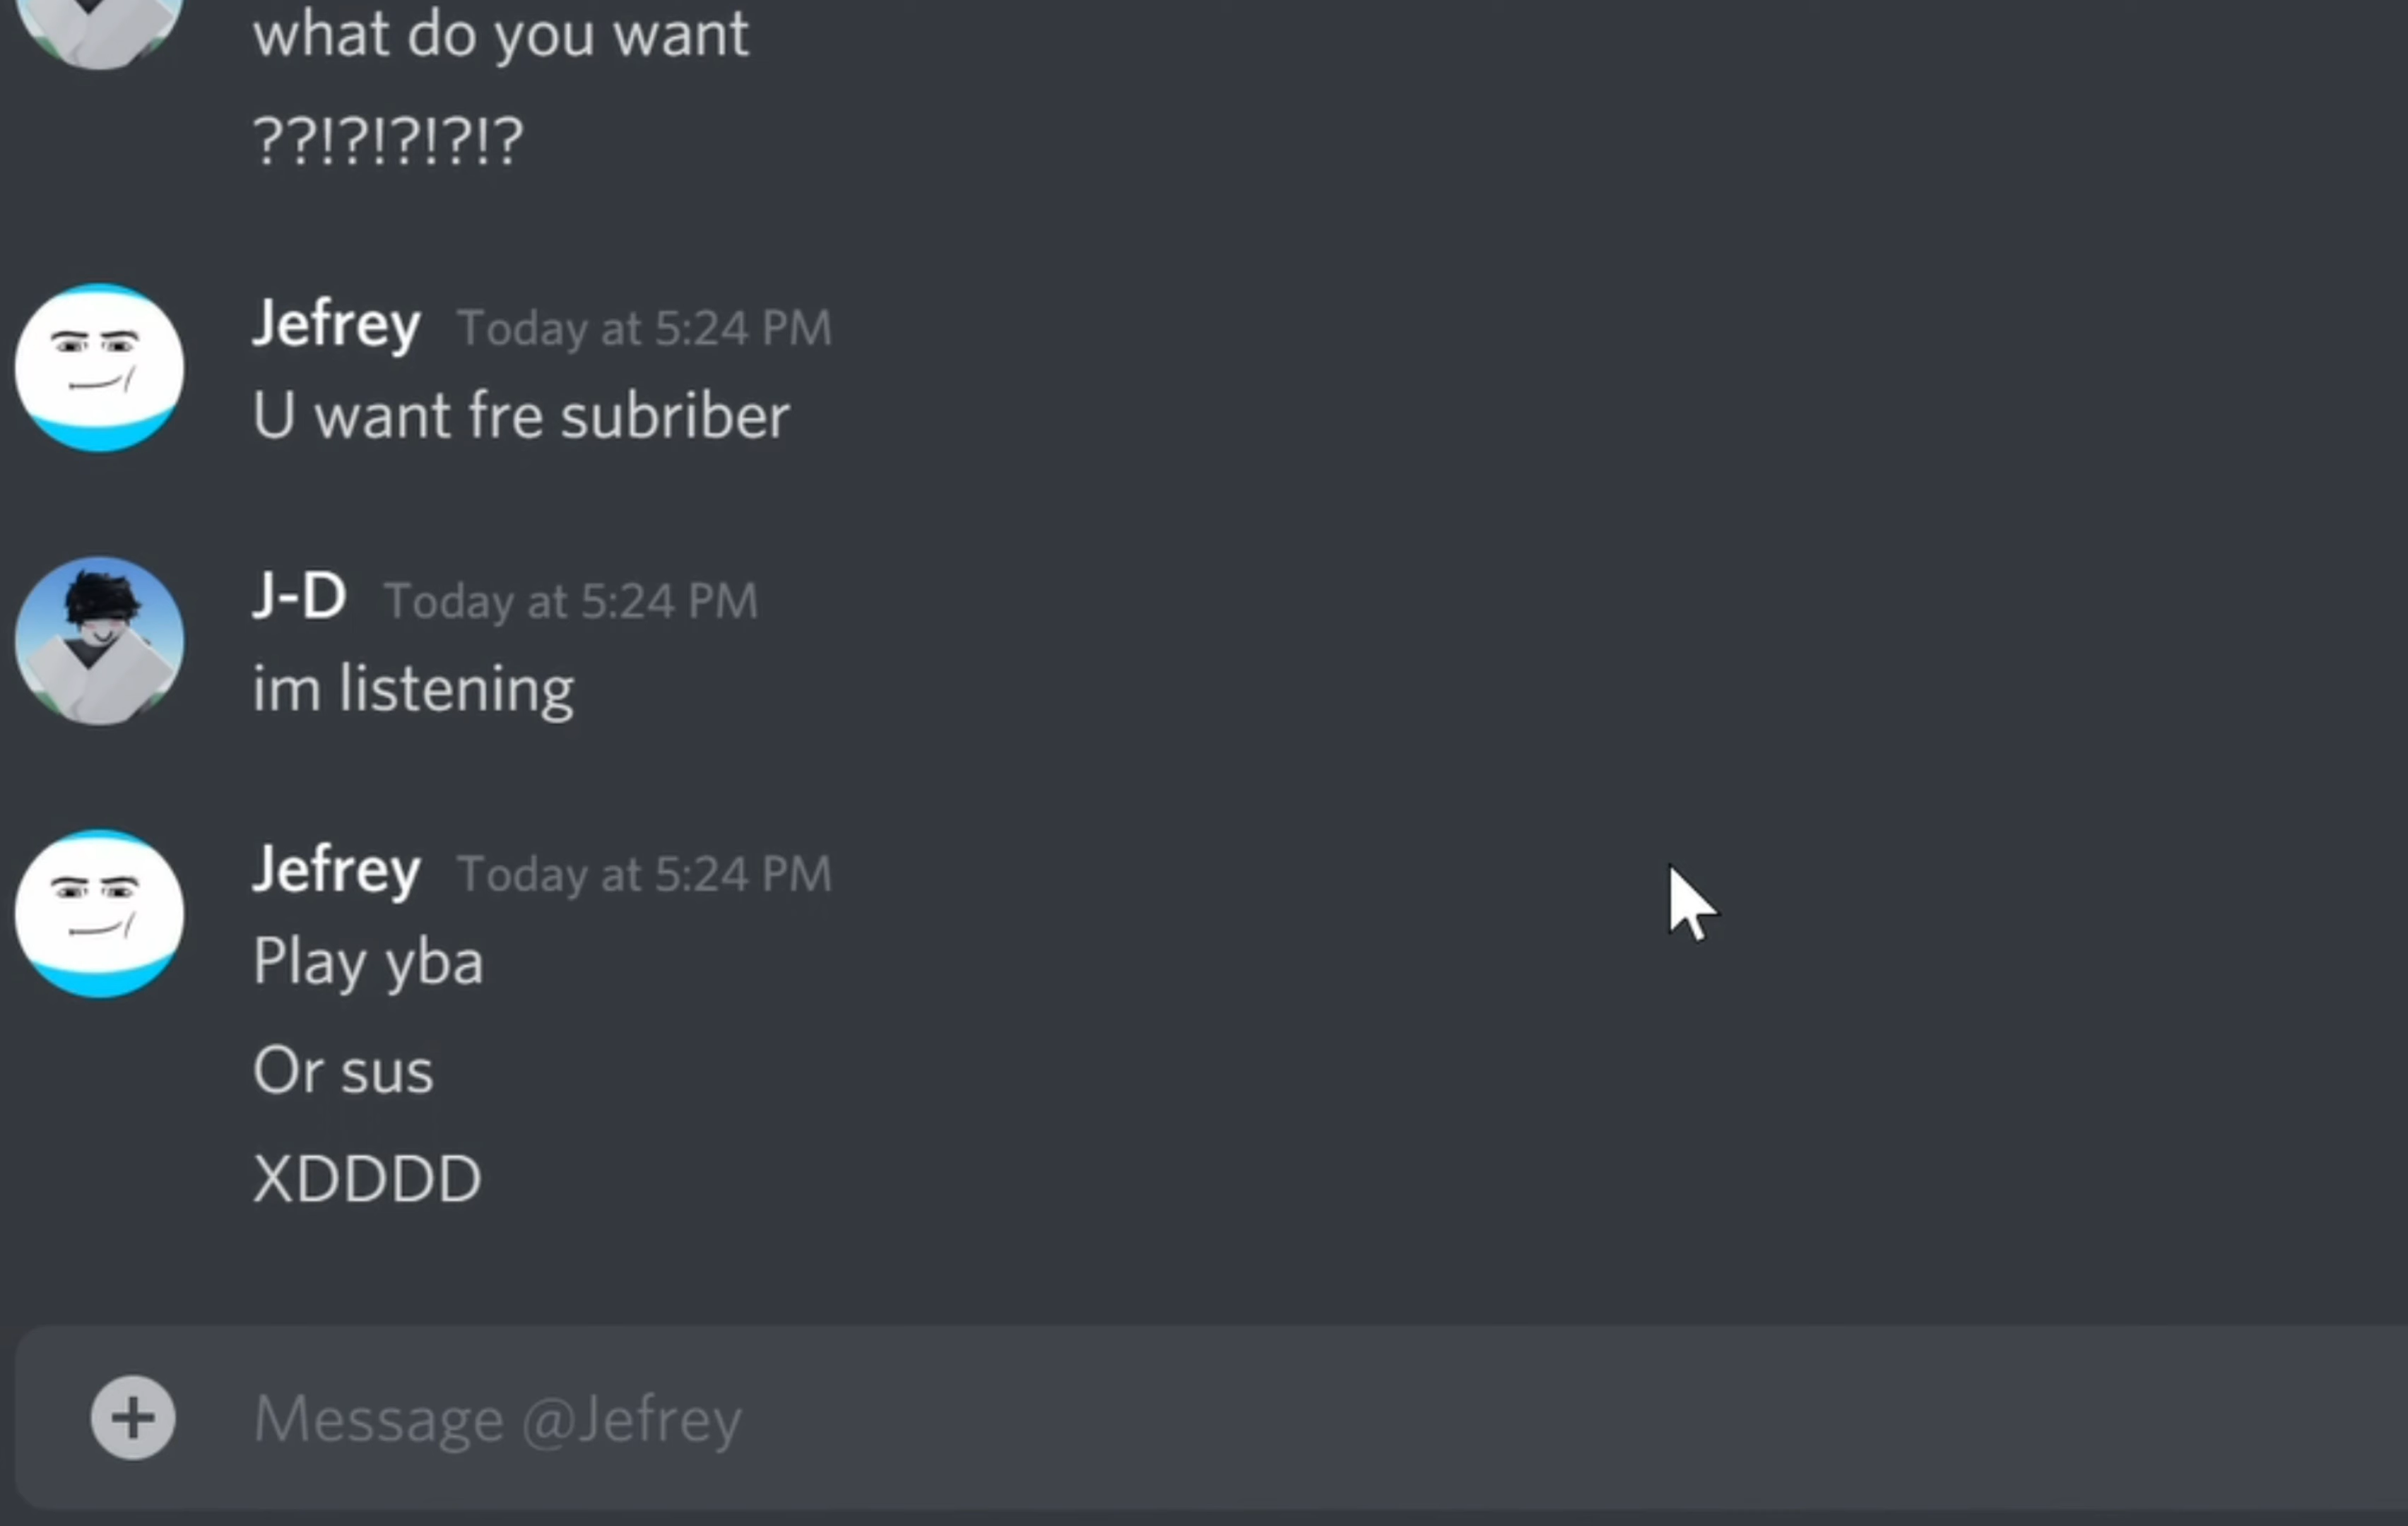 what do you want
??!?!?!?!?
Jefrey Today at 5:24 PM
U want fre subriber
J-D Today at 5:24 PM
im listening
Jefrey Today at 5:24 PM
Play yba
Or sus
XDDDD
Message @Jefrey